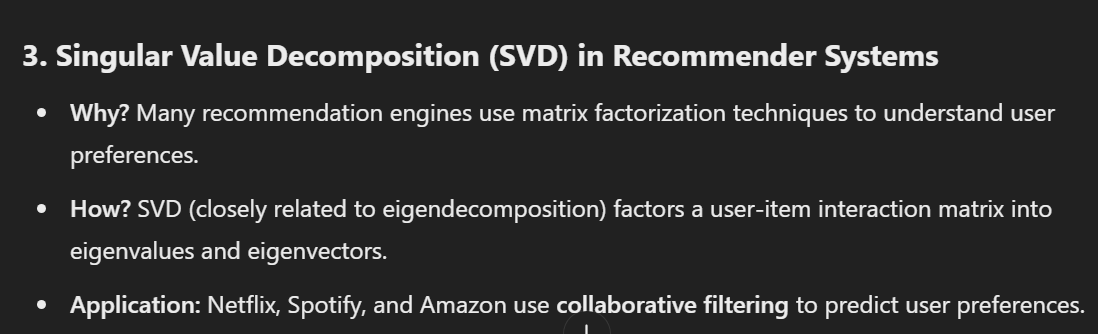 3. Singular Value Decomposition (SVD) in Recommender Systems
• Why? Many recommendation engines use matrix factorization techniques to understand user
preferences.
• How? SVD (closely related to eigendecomposition) factors a user-item interaction matrix into
eigenvalues and eigenvectors.
• Application: Netflix, Spotify, and Amazon use collaborative filtering to predict user preferences.